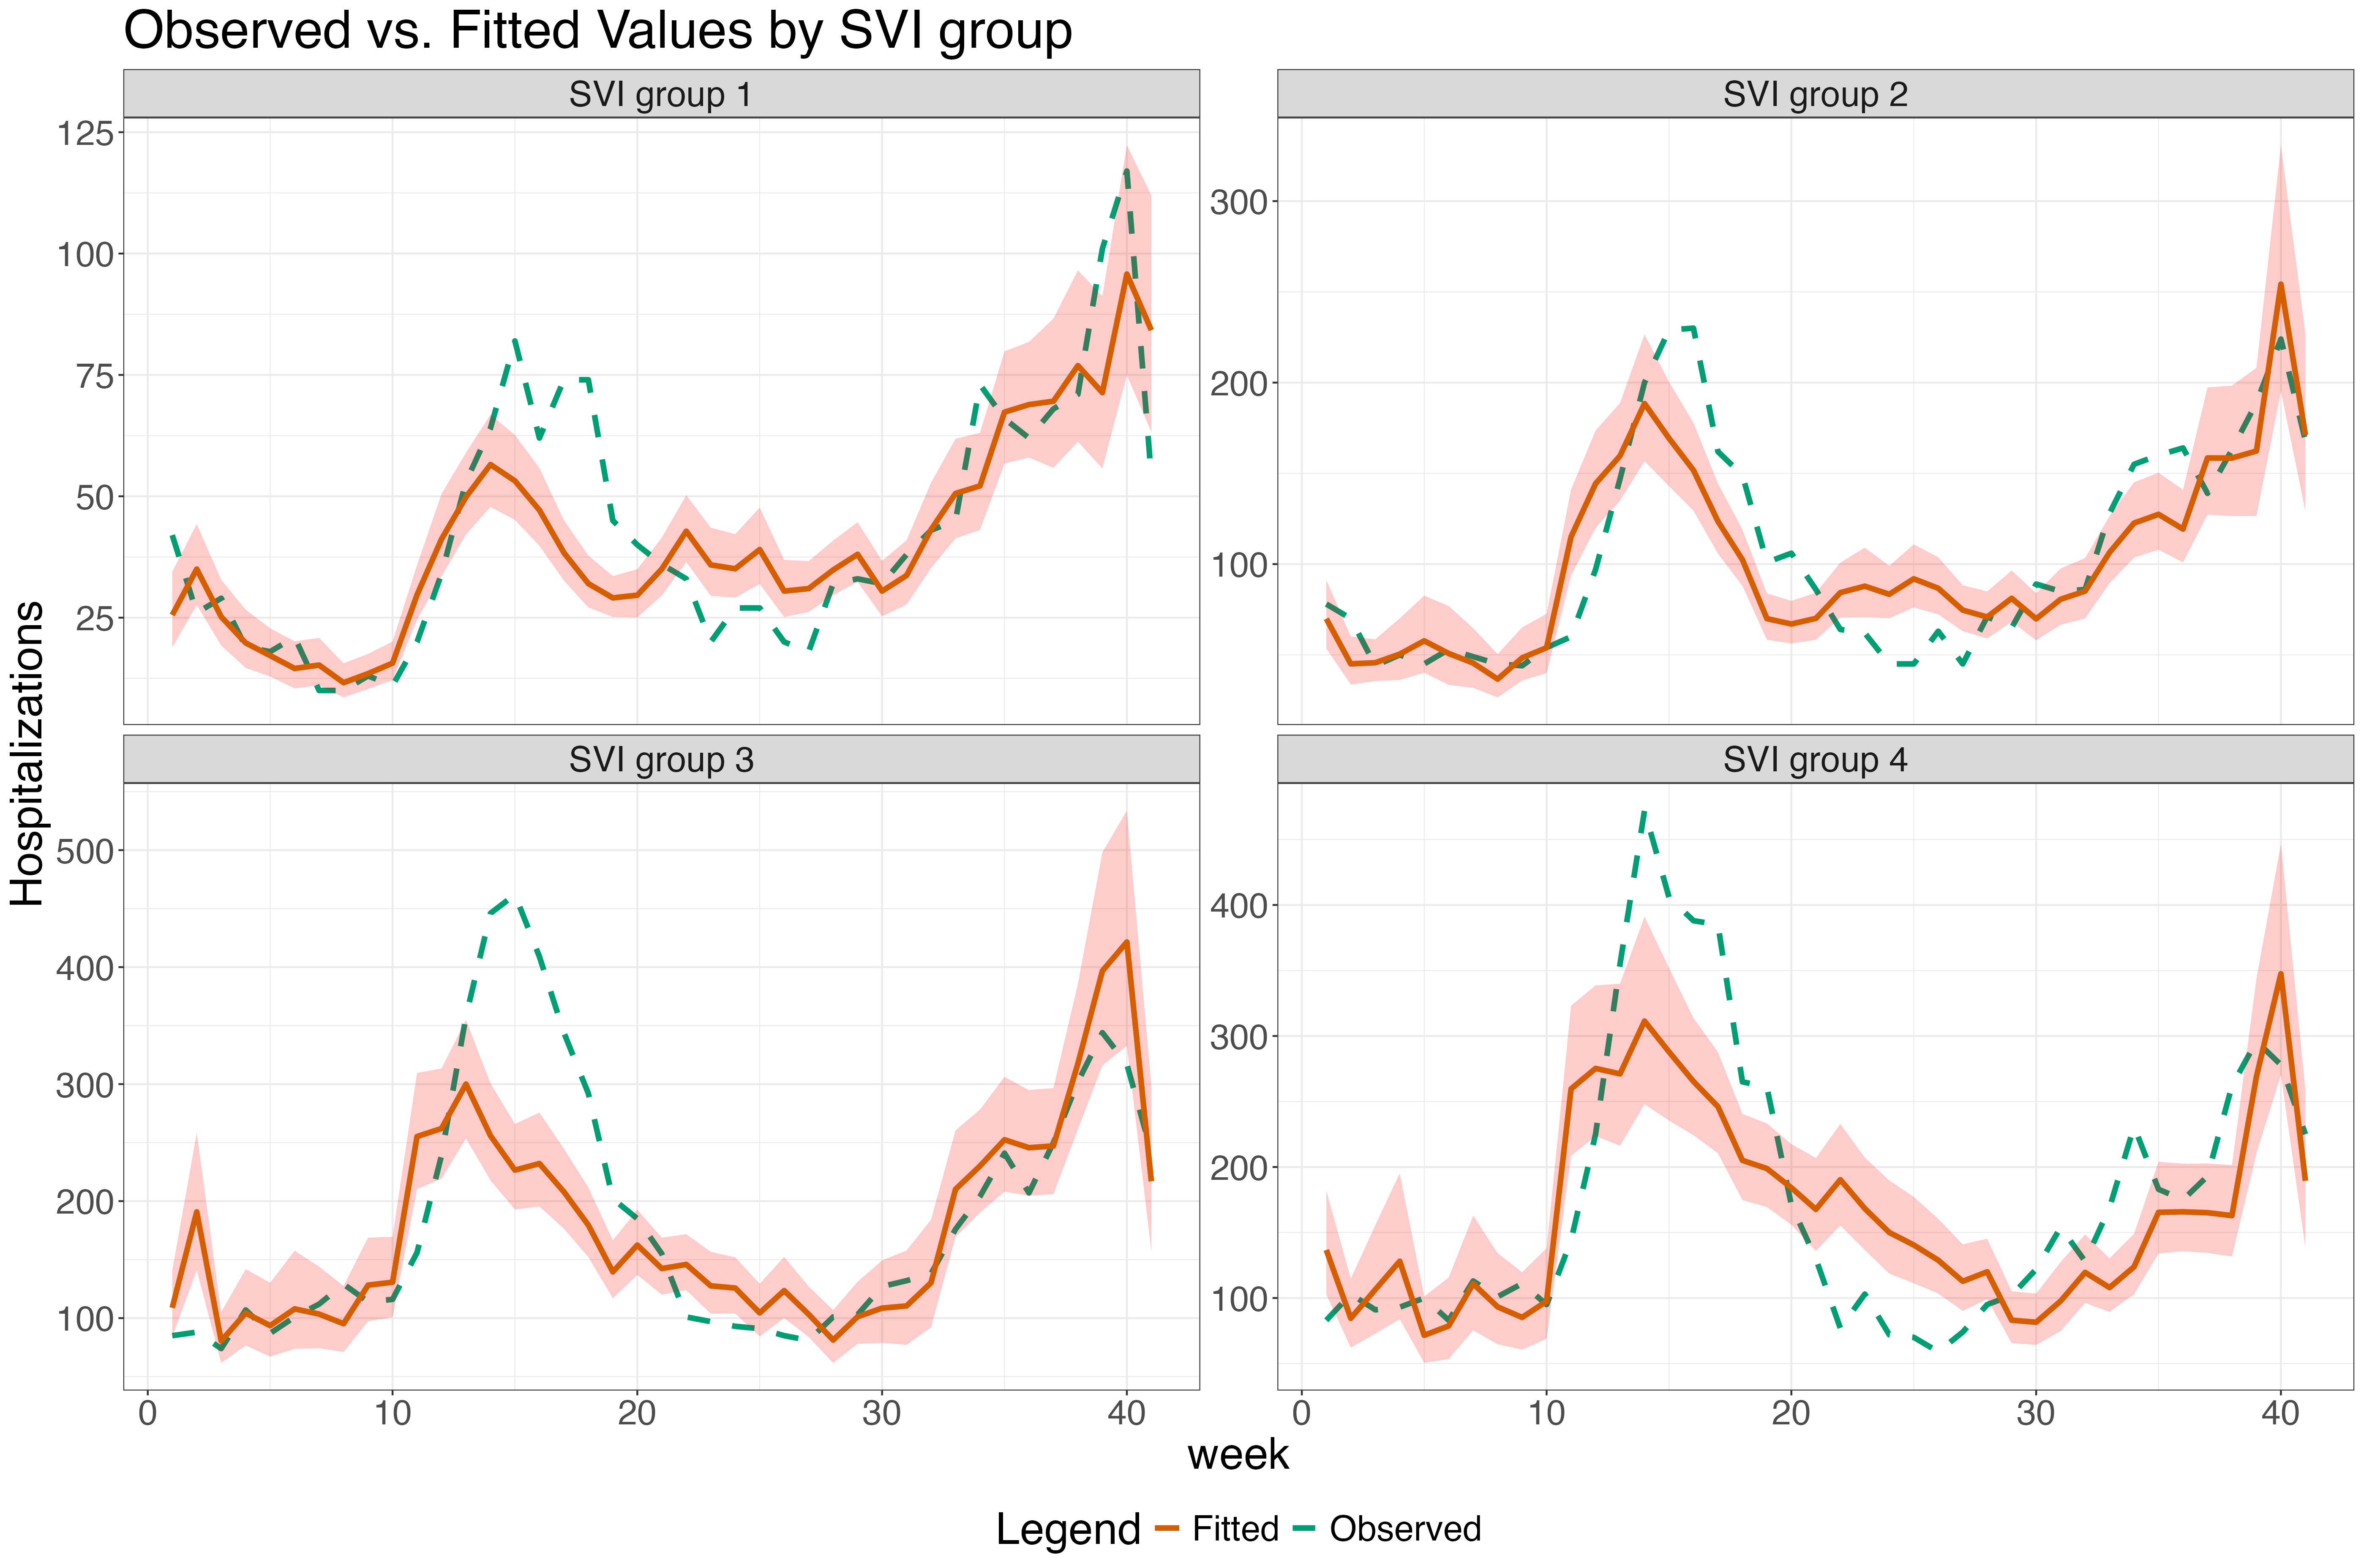 Observed vs. Fitted Values by SVI group
SVI group 1
SVI group 2
125
100
75
50
25
300
200
100
Hospitalizations
SVI group 3
SVI group 4
500
400
300
200
100
400
300
200
100
0 10 20 30 40
0 10 20 30 40
week
Legend Fitted Observed